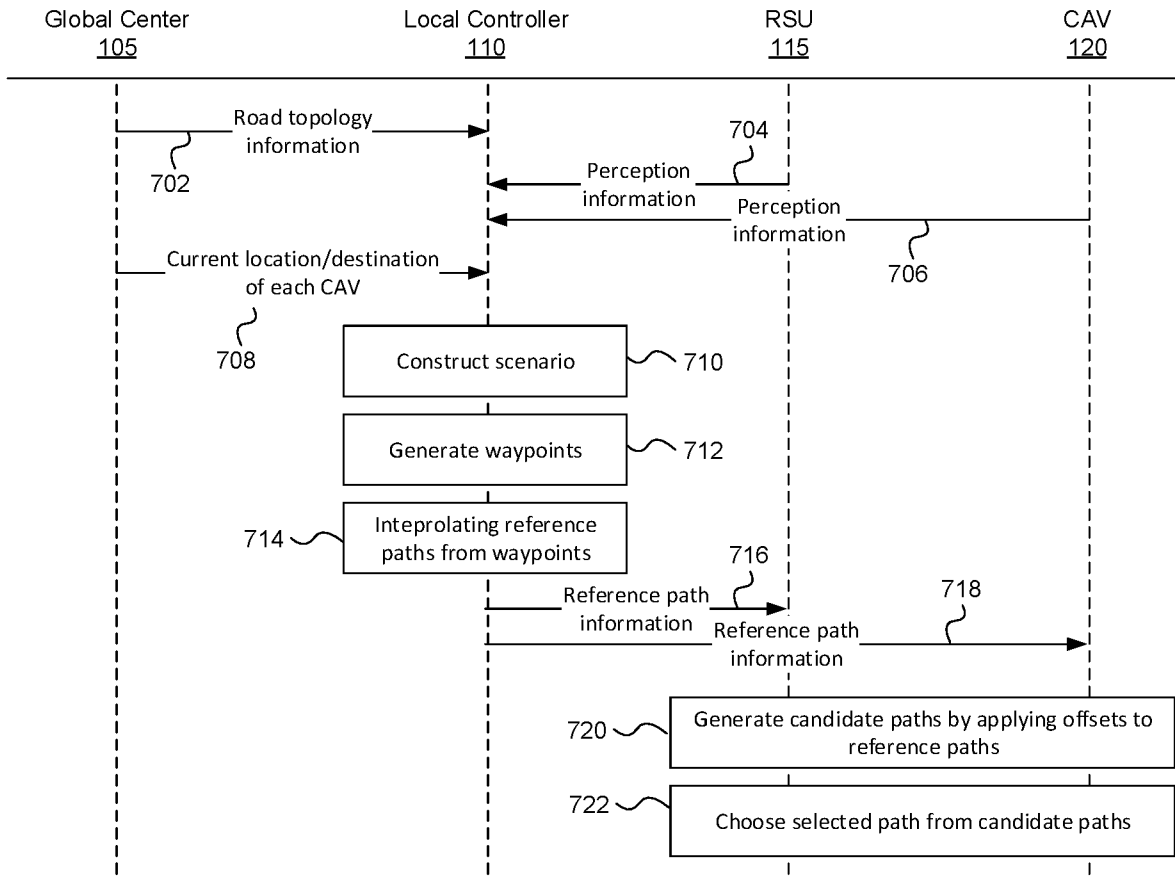 Global Center
105
Local Controller
110
RSU
115
CAV
120
Road topology
information
702
704
Perception
information
Perception
information
706
Current location/destination
of each CAV
708
Construct scenario
710
Generate waypoints
712
Inteprolating reference
paths from waypoints
714
716
Reference path
information
718
Reference path
information
Generate candidate paths by applying offsets to
reference paths
720
722
Choose selected path from candidate paths